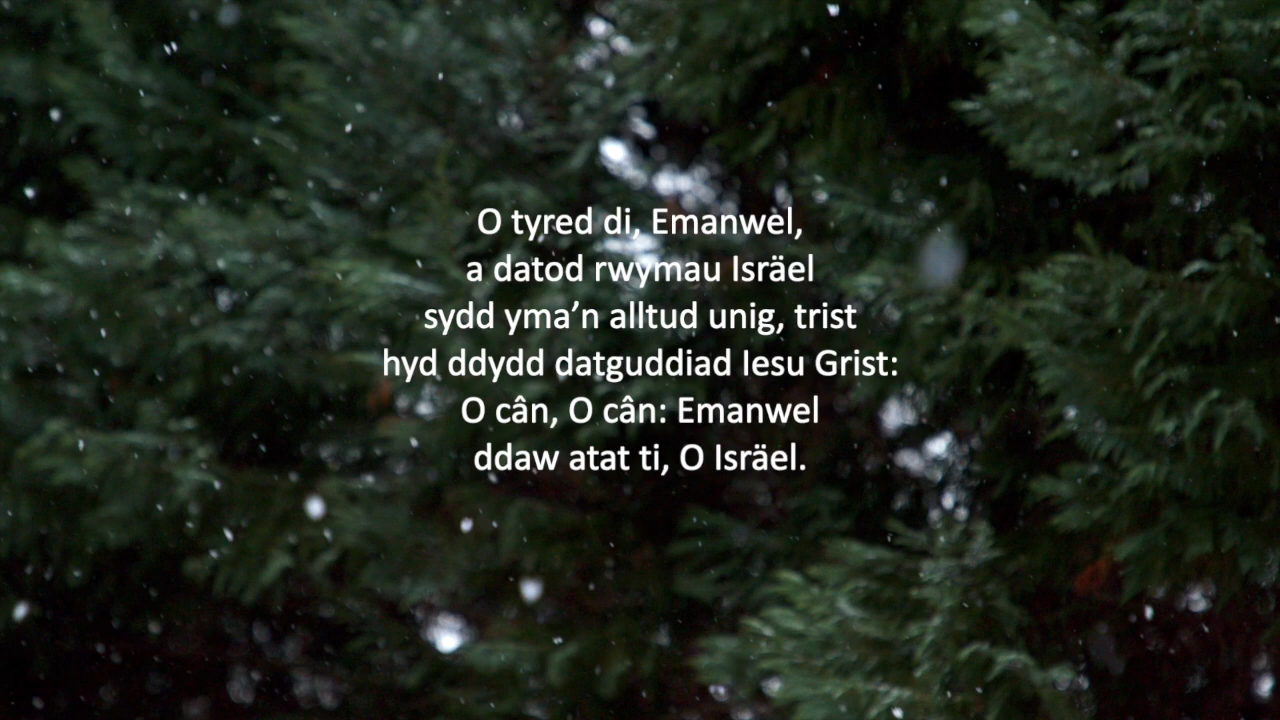 O tyred di, Emanwel,
a datod rwymau Isräel
sydd yma’n alltud unig, trist
hyd ddydd datguddiad Iesu Grist:
O cân, O cân: Emanwel
ddaw atat ti, O Isräel.